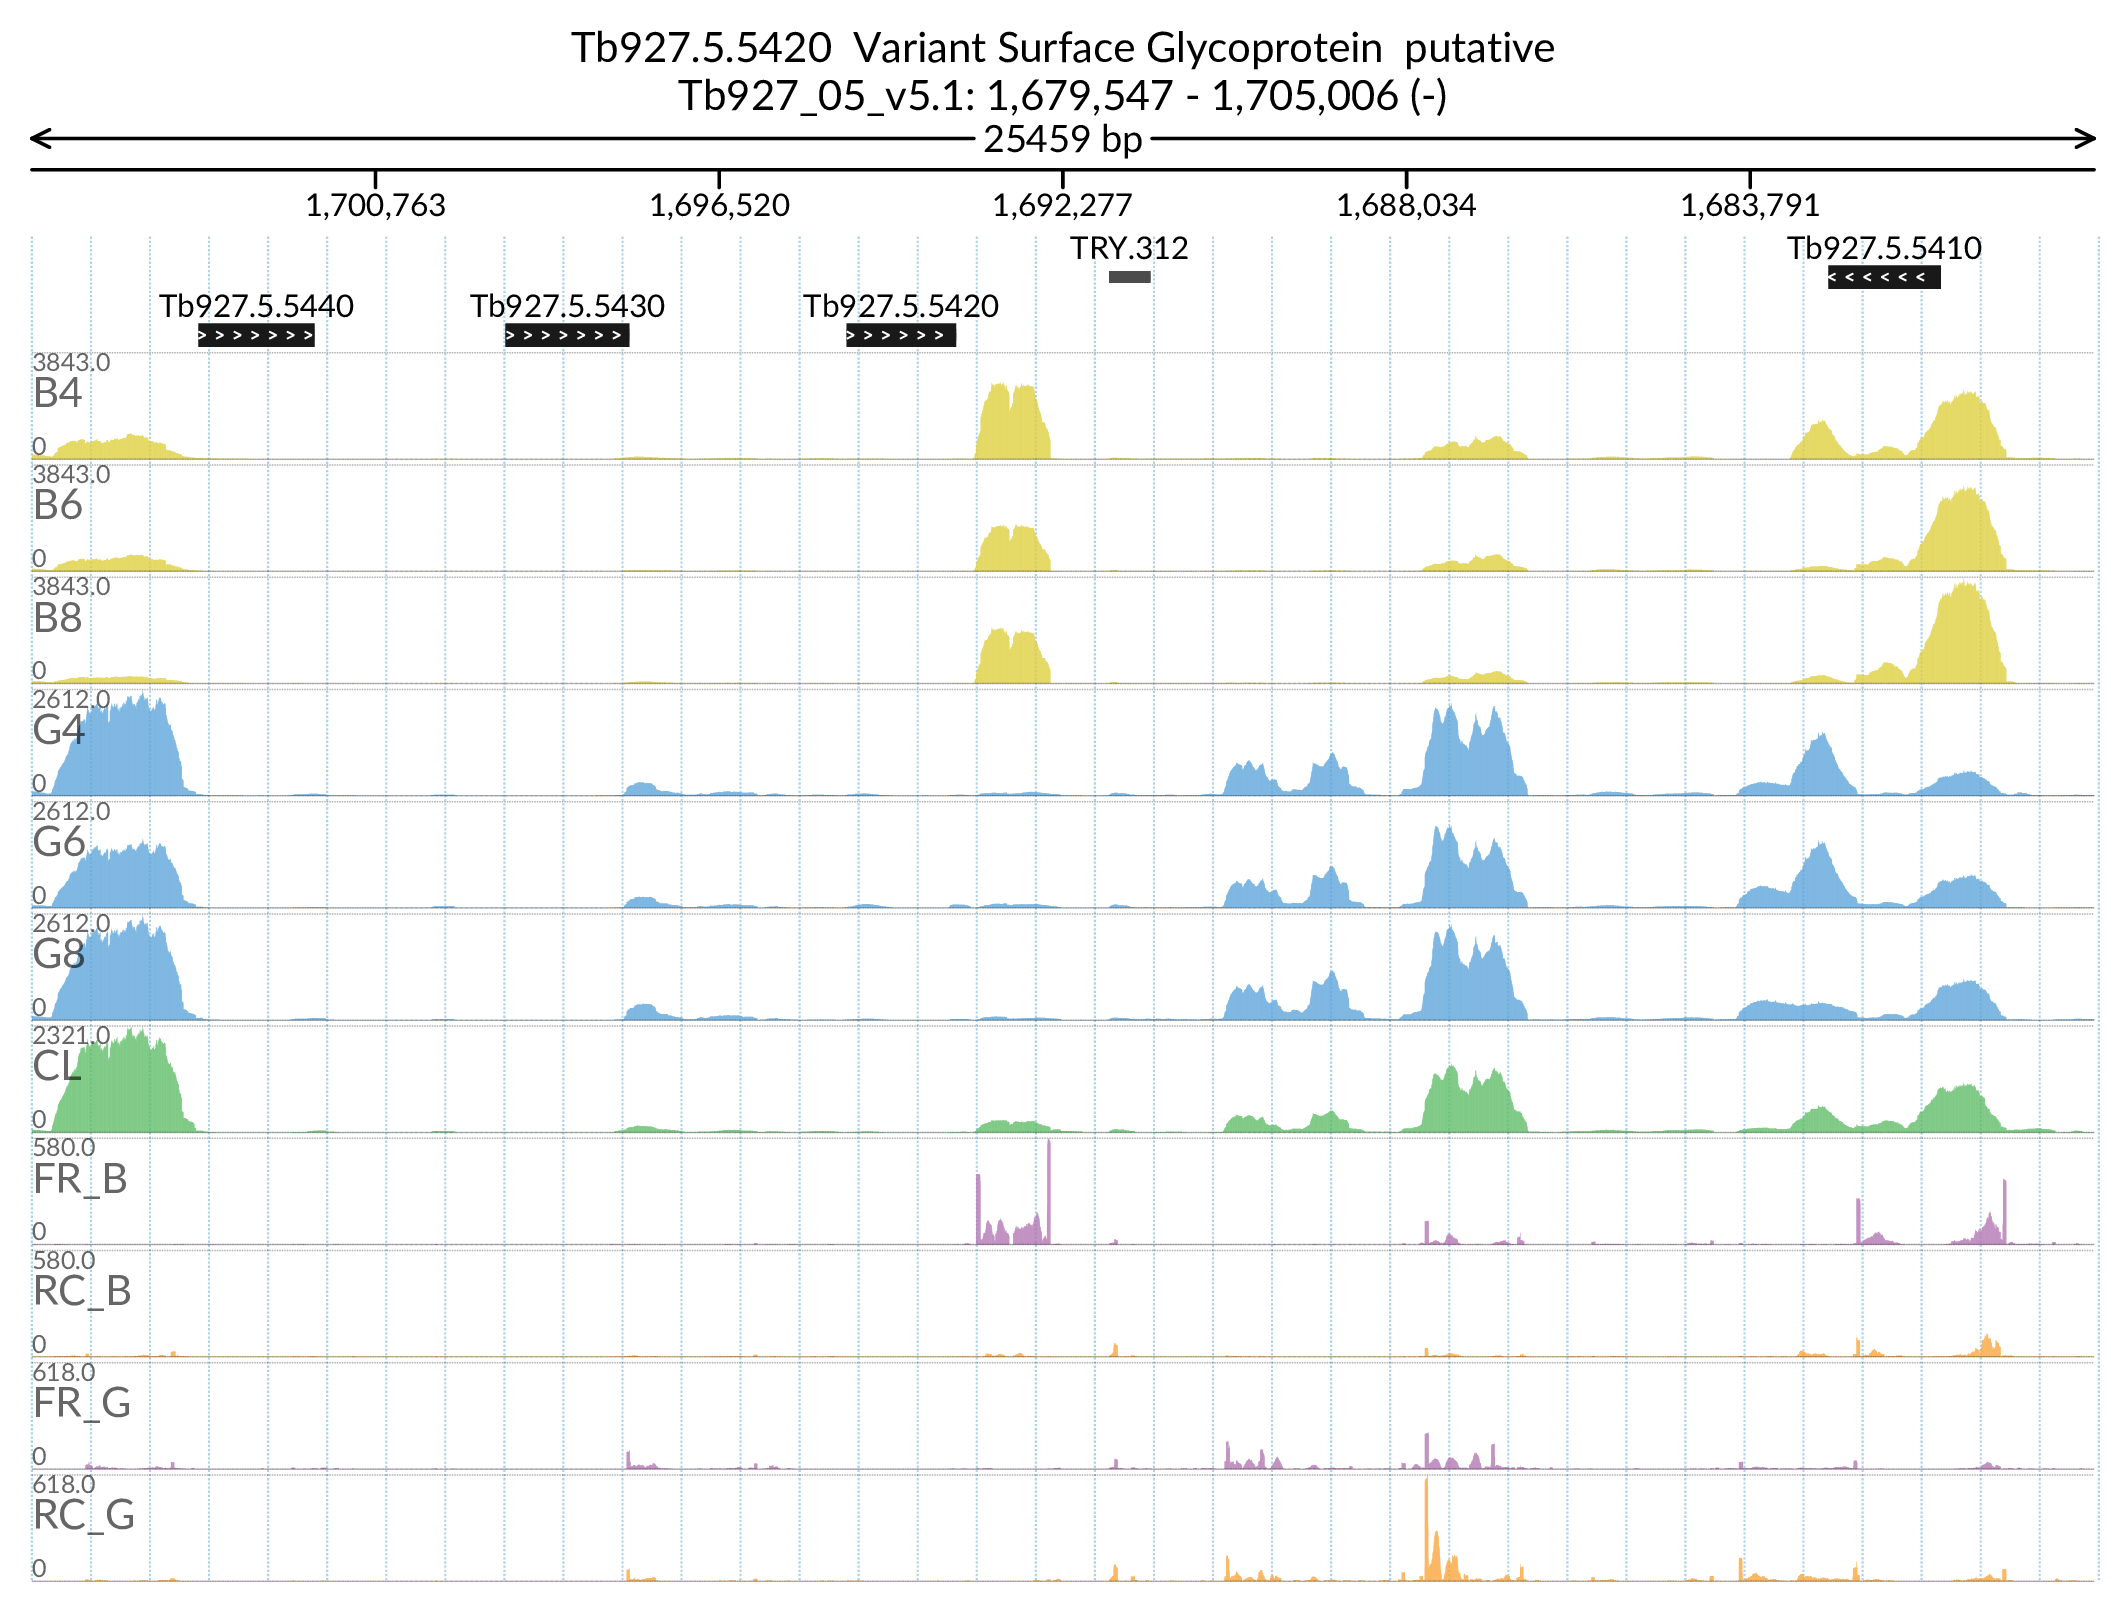 Tb927.5.5420 Variant Surface Glycoprotein putative
Tb927_05_v5.1: 1,679,547 - 1,705,006 (-)
25459 bp
1,700,763 1,696,520 1,692,277 1,688,034 1,683,791
TRY.312 Tb927.5.5410
< < < < < <
Tb927.5.5440 Tb927.5.5430 Tb927.5.5420
> > > > > > > > > > > > > > > > > > > >
3843.0
B4
0
3843.0
B6
0
3843.0
B8
0
2612.0
G4
0
2612.0
G6
0
2612.0
G8
0
2321.0
CL
0
580.0
FR_B
0
580.0
RC_B
0
618.0
FR_G
0
618.0
RC_G
0